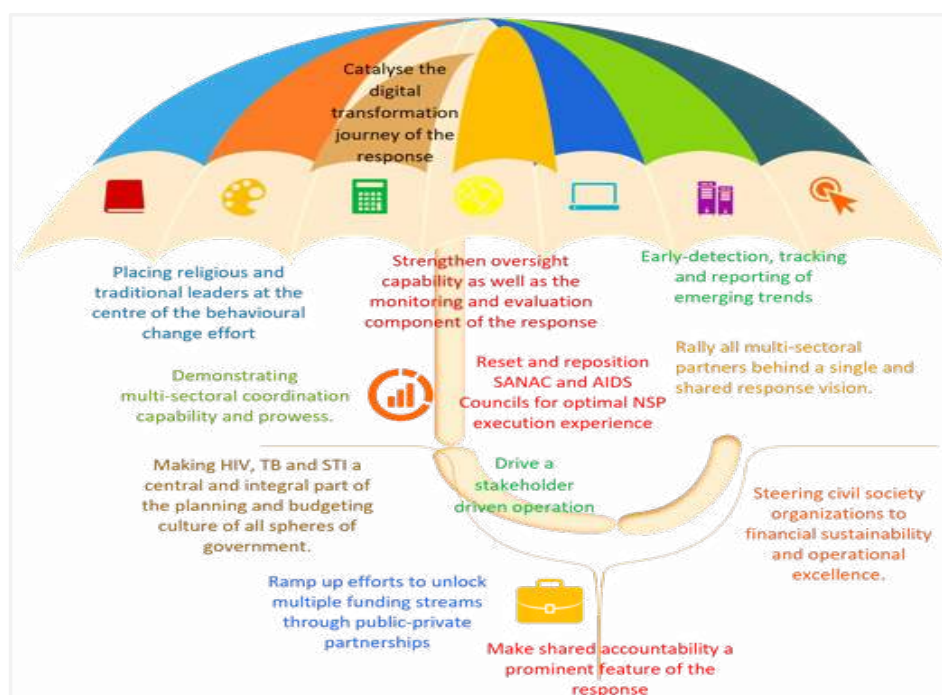 Catalyse the
digital
transformation
journey of the
response
Placing religious and
traditional leaders at the
centre of the behavioural
change effort
Strengthen oversight
capability as well as the
monitoring and evaluation
component of the response
Early-detection, tracking
and reporting of
emerging trends
Demonstrating
multi-sectoral coordination
capability and prowess.
Reset and reposition
SANAC and AIDS
Councils for optimal NSP
execution experience
Rally all multi-sectoral
partners behind a single and
shared response vision.
Making HIV, TB and STI a
central and integral part of
the planning and budgeting
culture of all spheres of
government.
Drive a
stakeholder
driven operation
Steering civil society
organizations to
financial sustainability
and operational
excellence.
Ramp up efforts to unlock
multiple funding streams
through public-private
partnerships
Make shared accountability a
prominent feature of the
response